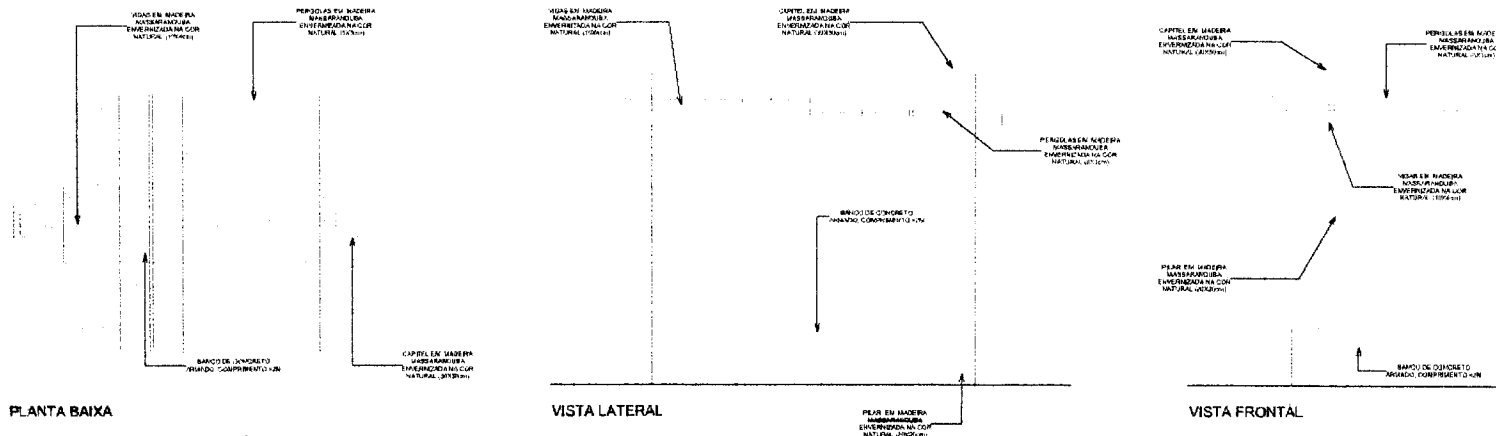 VIGAS EM MADEIRA
MASSARANDUBA
ENVERNIZADA NA COR
NATURAL
PERGOLAS EM MADEIRA
MASSARANDUBA
ENVERNIZADA NA COR
NATURAL
BANCO DE CONCRETO
ARMADO, COMPRIMENTO
CAPITEL EM MADEIRA
MASSARANDUBA
ENVERNIZADA NA COR
NATURAL
PLANTA BAIXA
VIGAS EM MADEIRA
MASSARANDUBA
ENVERNIZADA NA COR
NATURAL
CAPITEL EM MADEIRA
MASSARANDUBA
ENVERNIZADA NA COR
NATURAL
PERGOLAS EM MADEIRA
MASSARANDUBA
ENVERNIZADA NA COR
NATURAL
BANCO DE CONCRETO
ARMADO, COMPRIMENTO
PILAR EM MADEIRA
MASSARANDUBA
ENVERNIZADA NA COR
NATURAL
VISTA LATERAL
CAPITEL EM MADEIRA
MASSARANDUBA
ENVERNIZADA NA COR
NATURAL
PERGOLAS EM
MASSARANDUBA
ENVERNIZADA NA
NATURAL
VIGAS EM MADEIRA
MASSARANDUBA
ENVERNIZADA NA COR
NATURAL
PILAR EM MADEIRA
MASSARANDUBA
ENVERNIZADA NA COR
NATURAL
BANCO DE CONCRETO
ARMADO, COMPRIMENTO
VISTA FRONTAL